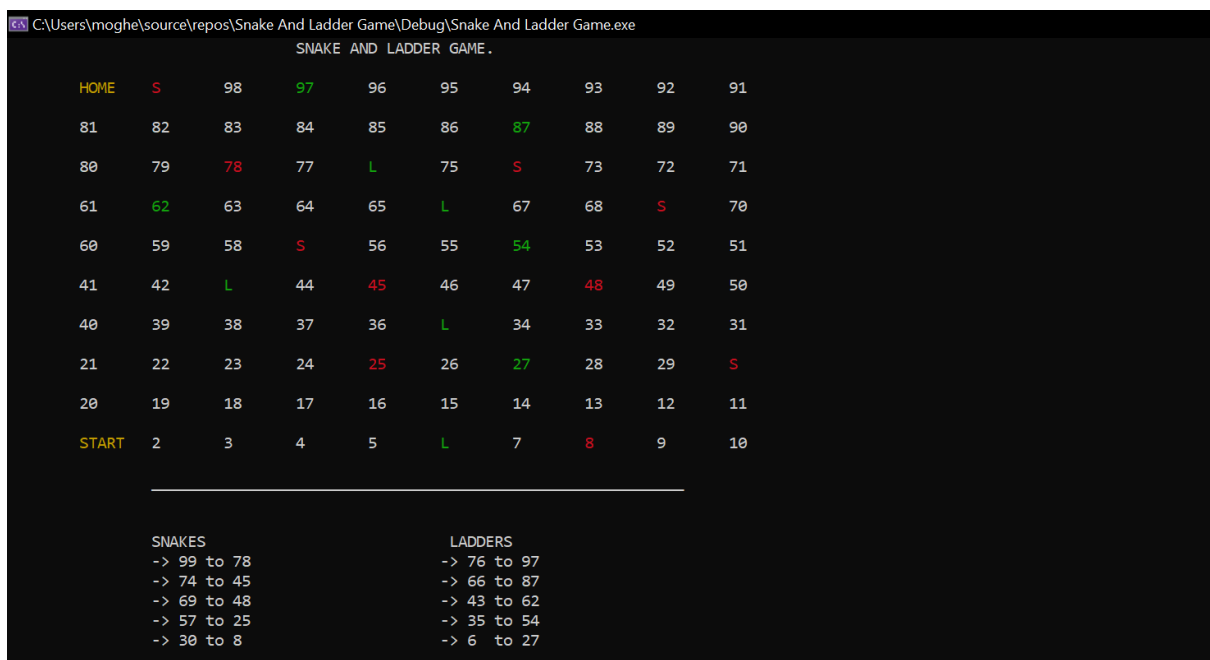 C:\Users\moghe\source\repos\Snake And Ladder Game\Debug\Snake And Ladder Game.exe
SNAKE AND LADDER GAME.
HOME S 98 97 96 95 94 93 92 91
81 82 83 84 85 86 87 88 89 90
80 79 78 77 L 75 S 73 72 71
61 62 63 64 65 L 67 68 S 70
60 59 58 S 56 55 54 53 52 51
41 42 L 44 45 46 47 48 49 50
40 39 38 37 36 L 34 33 32 31
21 22 23 24 25 26 27 28 29 S
20 19 18 17 16 15 14 13 12 11
START 2 3 4 5 L 7 8 9 10
SNAKES LADDERS
-> 99 to 78 -> 76 to 97
-> 74 to 45 -> 66 to 87
-> 69 to 48 -> 43 to 62
-> 57 to 25 -> 35 to 54
-> 30 to 8 -> 6 to 27